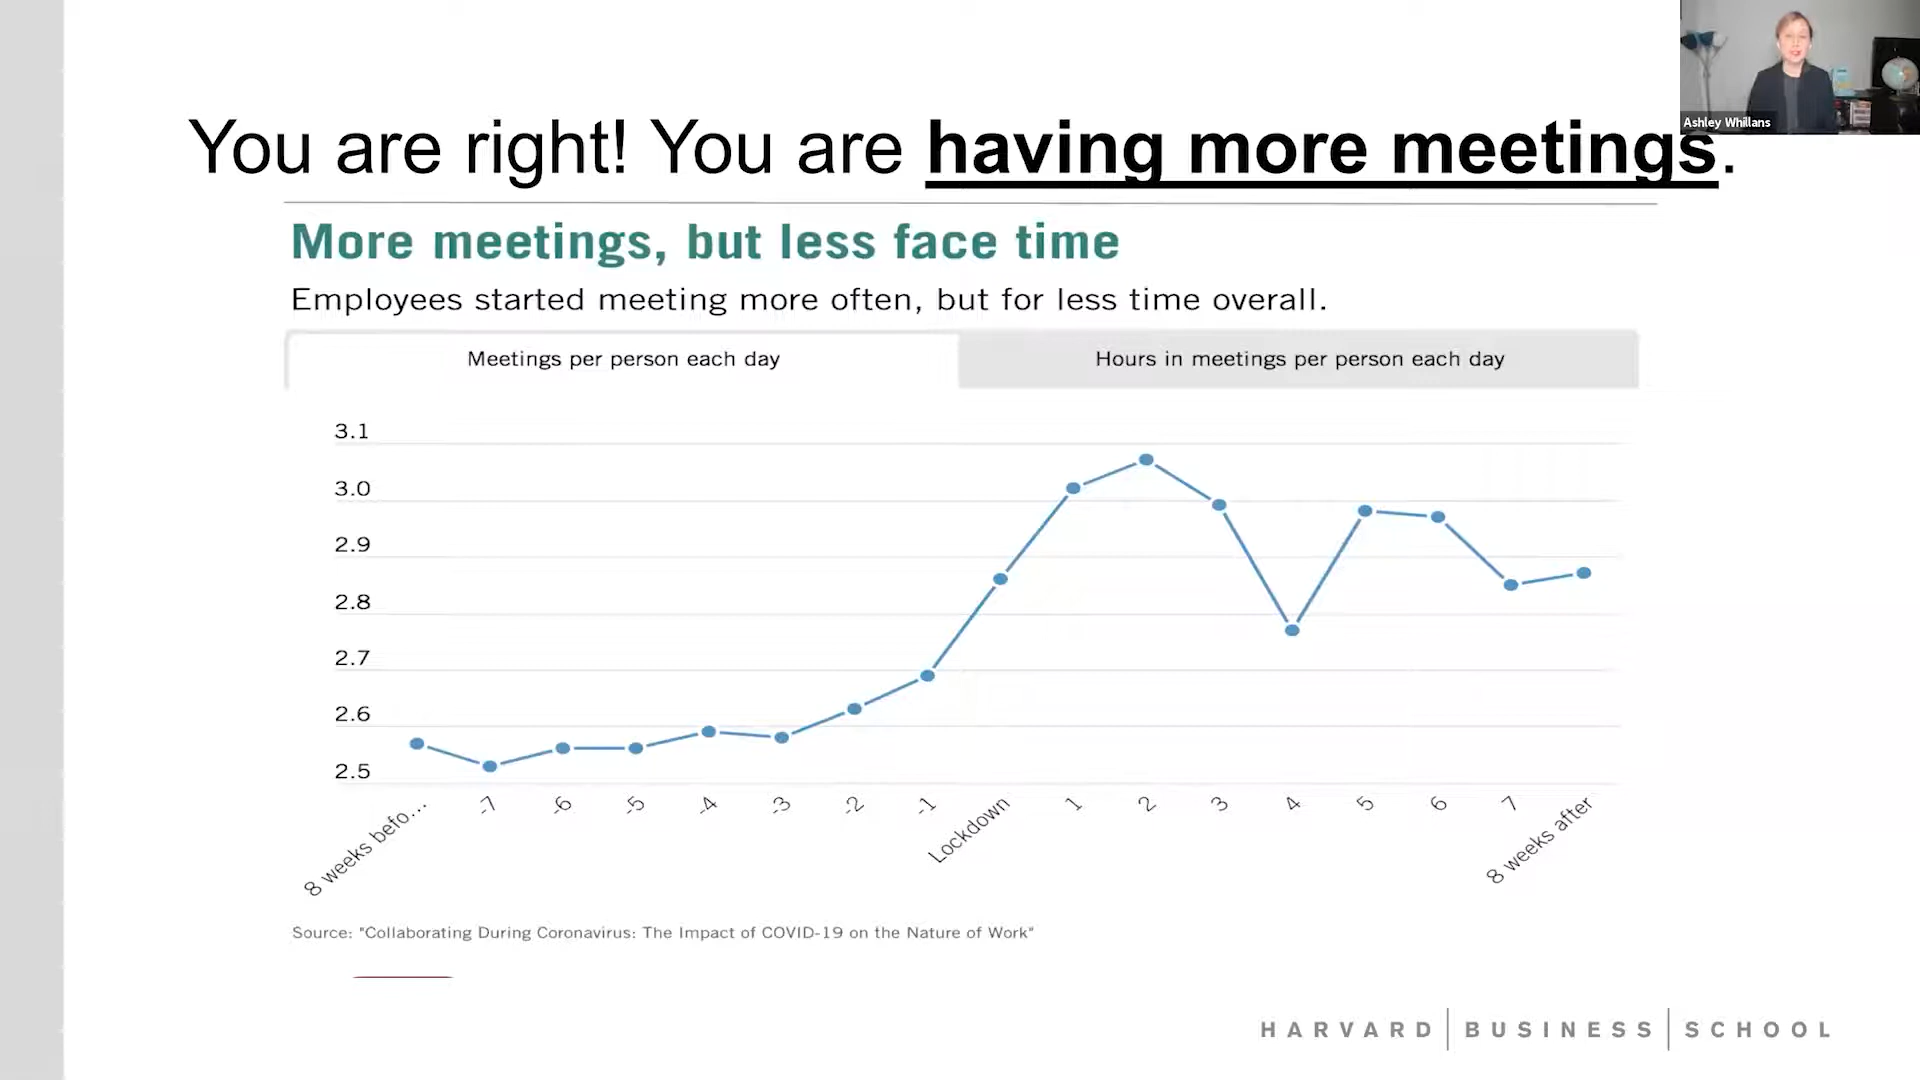 Ashley Whillans
You are right! You are having more meetings.
More meetings, but less face time
Employees started meeting more often, but for less time overall.
Meetings per person each day
Hours in meetings per person each day
3.1
3.0
2.9
2.8
2.7
2.6
2.5
8 weeks befo...
-7
-6
-5
-4
-3
-2
-1
Lockdown
1
2
3
4
5
6
7
8 weeks after
Source: "Collaborating During Coronavirus: The Impact of COVID-19 on the Nature of Work"
HARVARD | BUSINESS | SCHOOL